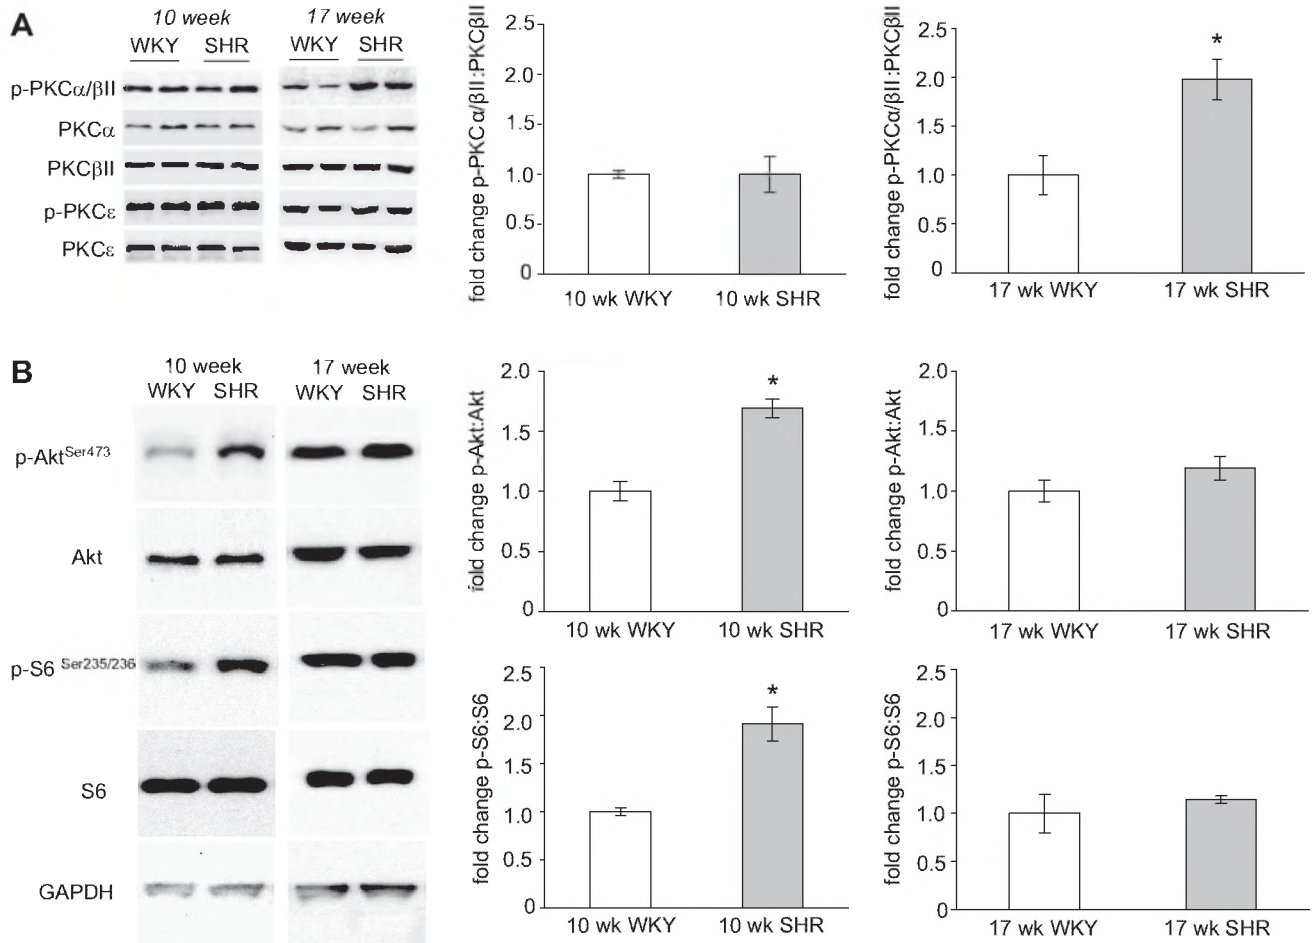 A
10 week
17 week
WKY SHR
WKY SHR
p-PKCα/βII
PKCα
PKCβII
p-PKCε
PKCε
fold change p-PKCα/βII:PKCβII
2.5
2.0
1.5
1.0
0.5
0
10 wk WKY
10 wk SHR
fold change p-PKCα/βII:PKCβII
2.5
2.0
1.5
1.0
0.5
0
*
17 wk WKY
17 wk SHR
B
10 week
17 week
WKY SHR
WKY SHR
p-AktSer473
Akt
p-S6 Ser235/236
S6
GAPDH
fold change p-Akt:Akt
2.0
1.5
1.0
0.5
0
*
10 wk WKY
10 wk SHR
fold change p-Akt:Akt
2.0
1.5
1.0
0.5
0
17 wk WKY
17 wk SHR
fold change p-S6:S6
2.5
2.0
1.5
1.0
0.5
0
*
10 wk WKY
10 wk SHR
fold change p-S6:S6
2.5
2.0
1.5
1.0
0.5
0
17 wk WKY
17 wk SHR